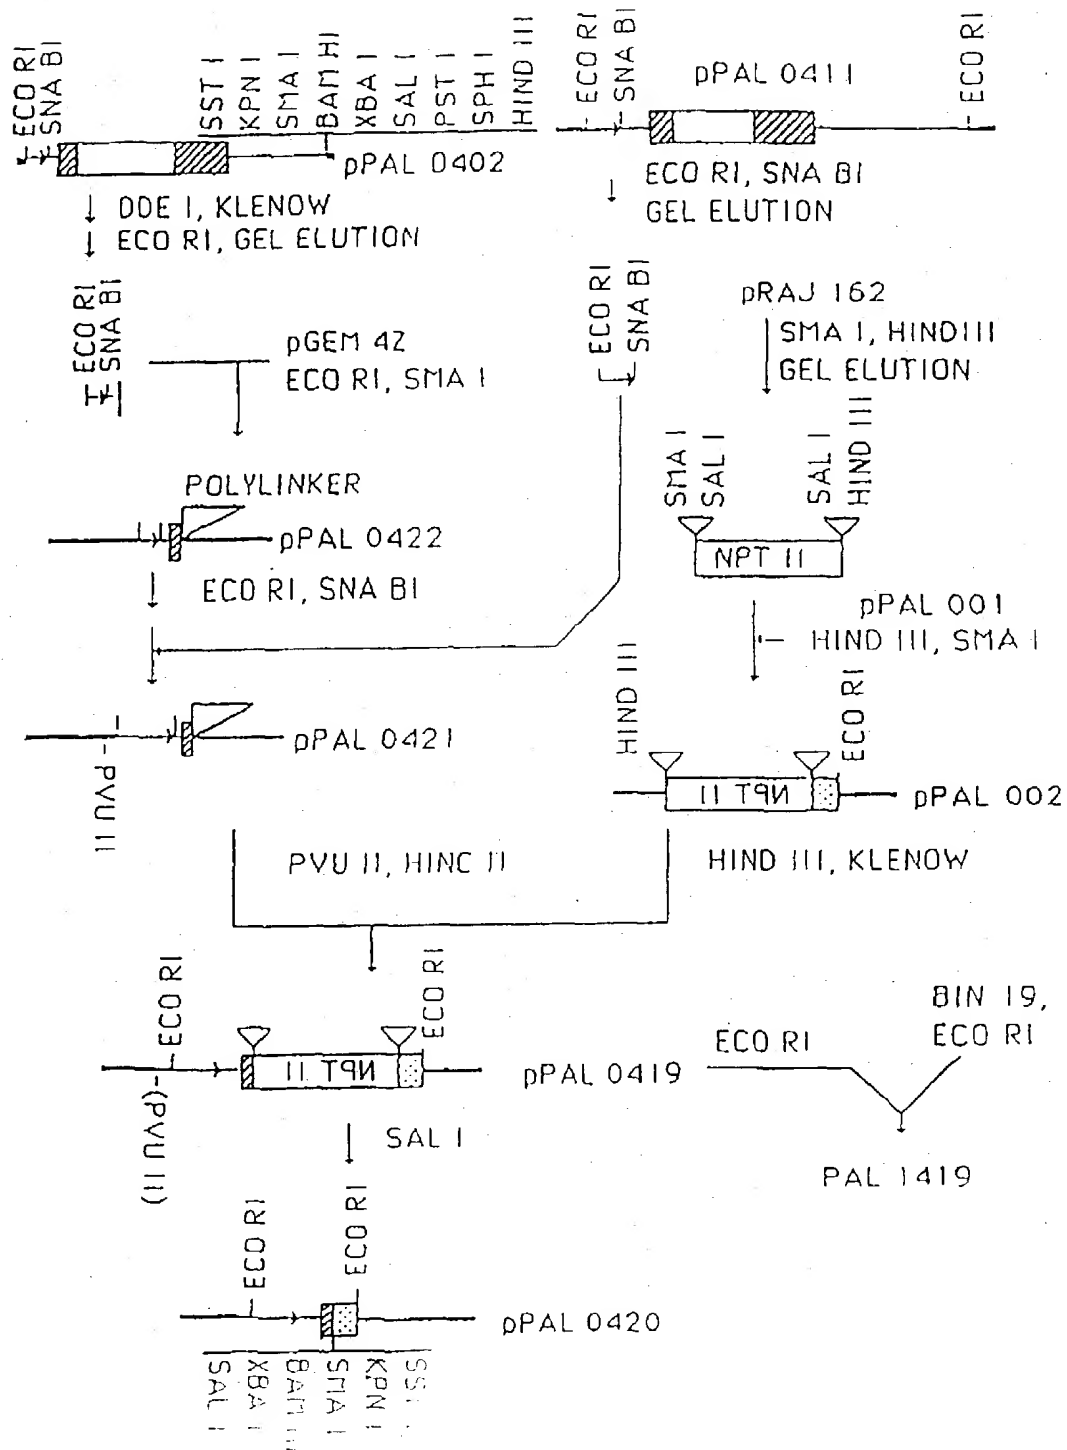 ECO RI
SNA BI
SST I
KPN I
SMA I
BAM HI
XBA I
SAL I
PST I
SPH I
HIND III
pPAL 0402
ECO RI
SNA BI
pPAL 0411
ECO RI
DDE I, KLENOW
ECO RI, GEL ELUTION
ECO RI, SNA BI
GEL ELUTION
ECO RI
SNA BI
pGEM 4Z
ECO RI, SMA I
ECO RI
SNA BI
pRAJ 162
SMA I, HIND III
GEL ELUTION
SMA I
SAL I
SAL I
HIND III
NPT II
POLYLINKER
pPAL 0422
ECO RI, SNA BI
pPAL 001
HIND III, SMA I
PVU II
pPAL 0421
HIND III
ECO RI
NPT II
pPAL 002
PVU II, HINC II
HIND III, KLENOW
ECO RI
(PVU II)
ECO RI
NPT II
pPAL 0419
ECO RI
BIN 19,
ECO RI
PAL 1419
SAL I
ECO RI
ECO RI
pPAL 0420
SAL I
XBA I
BAM
SMA I
KPN I